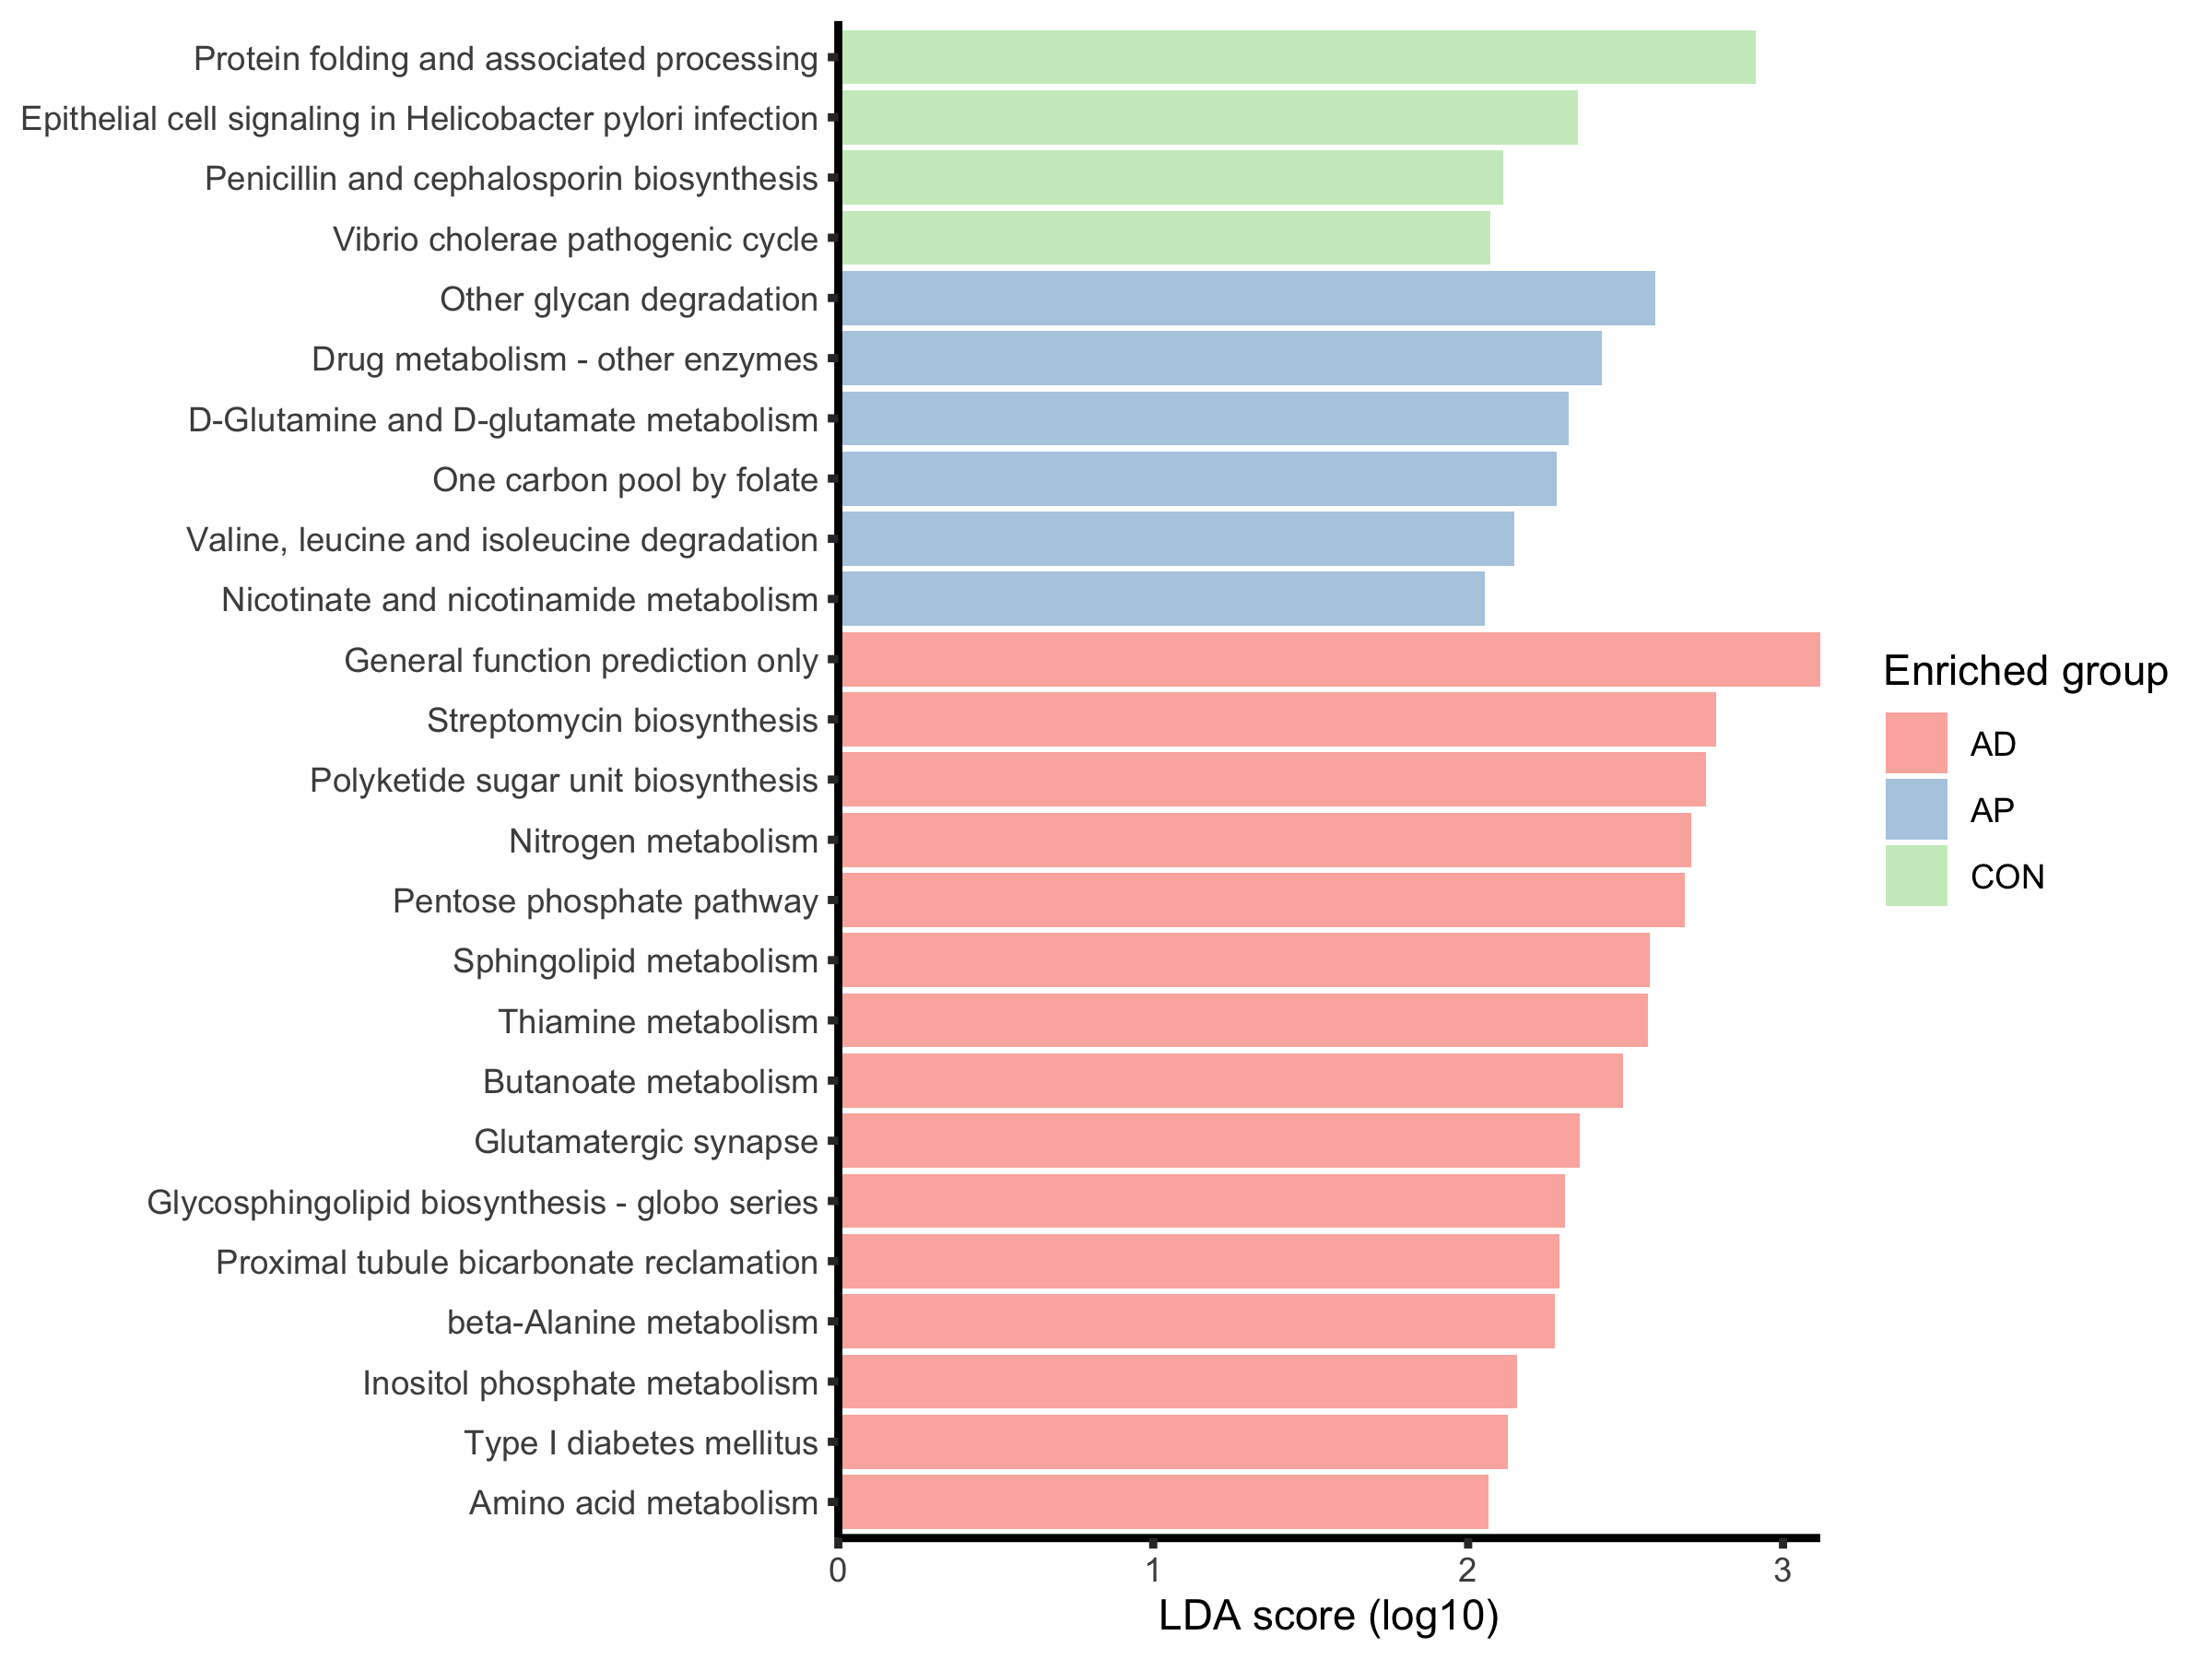 Protein folding and associated processing
Epithelial cell signaling in Helicobacter pylori infection
Penicillin and cephalosporin biosynthesis
Vibrio cholerae pathogenic cycle
Other glycan degradation
Drug metabolism - other enzymes
D-Glutamine and D-glutamate metabolism
One carbon pool by folate
Valine, leucine and isoleucine degradation
Nicotinate and nicotinamide metabolism
General function prediction only
Streptomycin biosynthesis
Polyketide sugar unit biosynthesis
Nitrogen metabolism
Pentose phosphate pathway
Sphingolipid metabolism
Thiamine metabolism
Butanoate metabolism
Glutamatergic synapse
Glycosphingolipid biosynthesis - globo series
Proximal tubule bicarbonate reclamation
beta-Alanine metabolism
Inositol phosphate metabolism
Type I diabetes mellitus
Amino acid metabolism
0 1 2 3
LDA score (log10)
Enriched group
AD
AP
CON